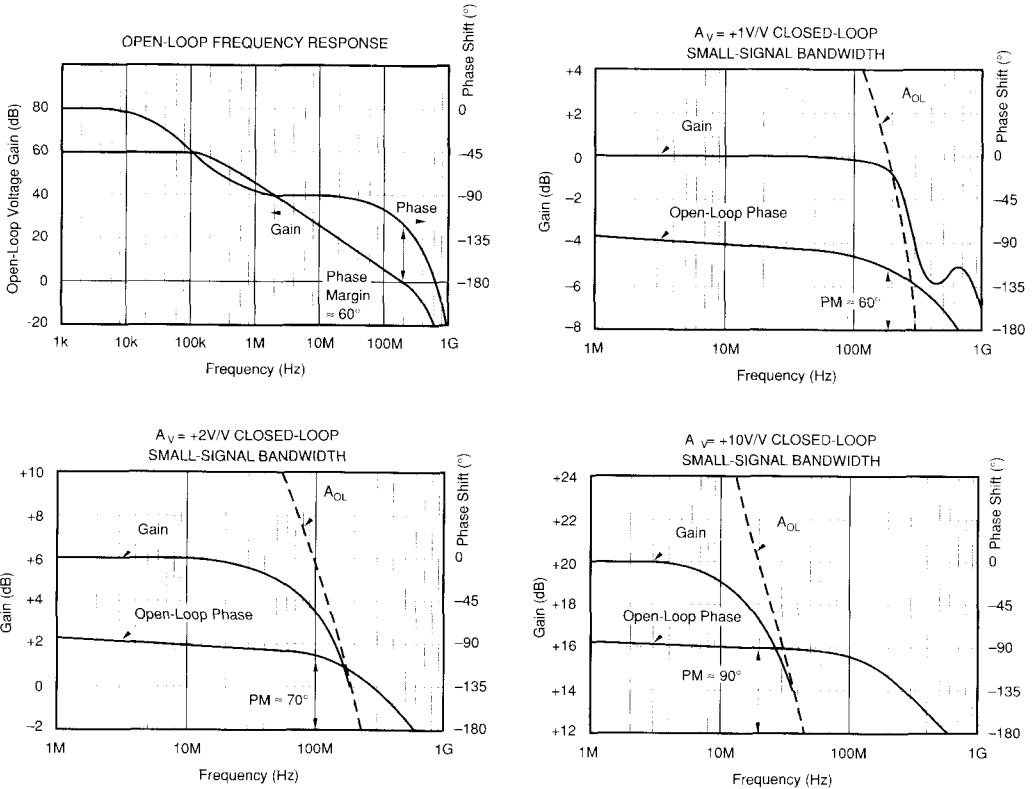 OPEN-LOOP FREQUENCY RESPONSE
Open-Loop Voltage Gain (dB)
80
60
40
20
0
-20
Phase Shift (°)
0
-45
-90
-135
-180
Gain
Phase
Phase
Margin
≈ 60°
1k
10k
100k
1M
10M
100M
1G
Frequency (Hz)
A V = +1V/V CLOSED-LOOP
SMALL-SIGNAL BANDWIDTH
Gain (dB)
+4
+2
0
−2
−4
−6
−8
Phase Shift (°)
0
−45
−90
−135
−180
Gain
AOL
Open-Loop Phase
PM ≈ 60°
1M
10M
100M
1G
Frequency (Hz)
A V = +2V/V CLOSED-LOOP
SMALL-SIGNAL BANDWIDTH
Gain (dB)
+10
+8
+6
+4
+2
0
−2
Phase Shift (°)
0
−45
−90
−135
−180
Gain
AOL
Open-Loop Phase
PM ≈ 70°
1M
10M
100M
1G
Frequency (Hz)
A V= +10V/V CLOSED-LOOP
SMALL-SIGNAL BANDWIDTH
Gain (dB)
+24
+22
+20
+18
+16
+14
+12
Phase Shift (°)
0
−45
−90
−135
−180
Gain
AOL
Open-Loop Phase
PM ≈ 90°
1M
10M
100M
1G
Frequency (Hz)